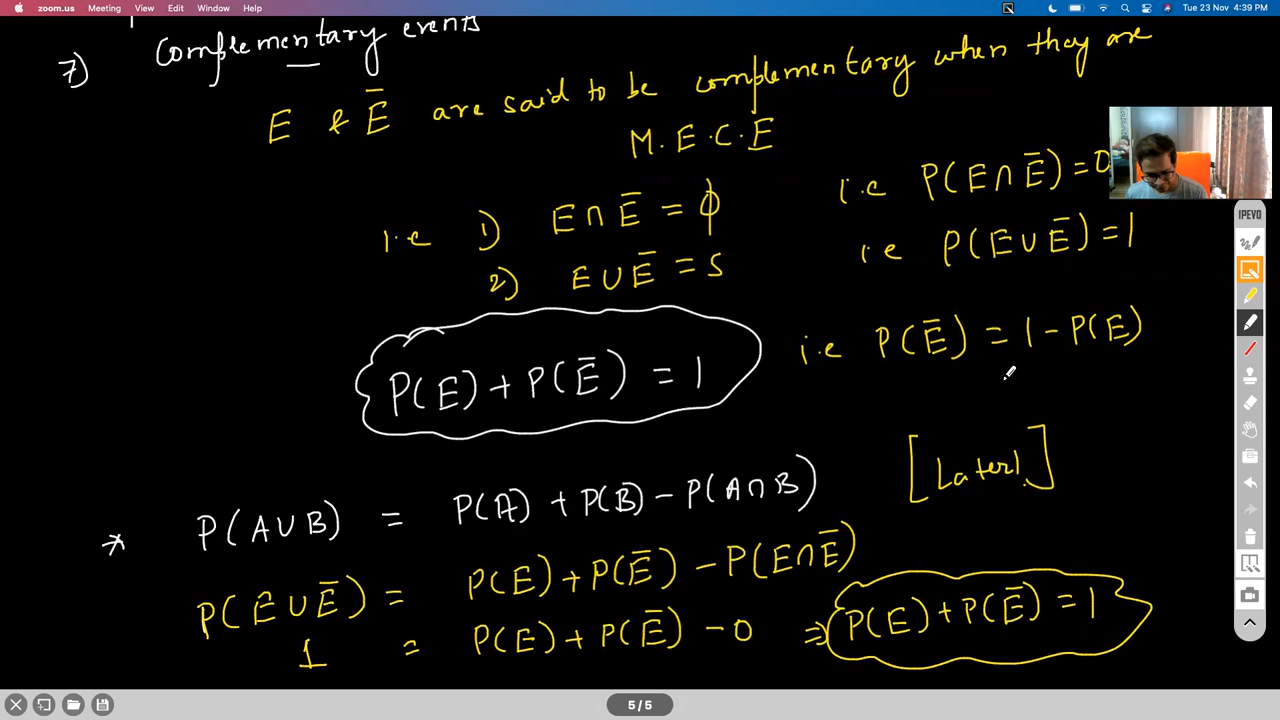 zoom.us Meeting View Edit Window Help Tue 23 Nov 4:39 PM
7) Complementary events
E & Ē are said to be complementary when they are
M.E.C.E
i.e 1) E∩Ē = φ i.e P(E∩Ē)=0
2) E∪Ē = S ie P(E∪Ē)=1
P(E)+P(Ē) = 1 i.e P(Ē) = 1-P(E)
[Later]
* P(A∪B) = P(A)+P(B)-P(A∩B)
P(E∪Ē) = P(E)+P(Ē) -P(E∩Ē)
1 = P(E)+P(Ē) -0 ⇒ P(E)+P(Ē)=1
IPEVO
5/5